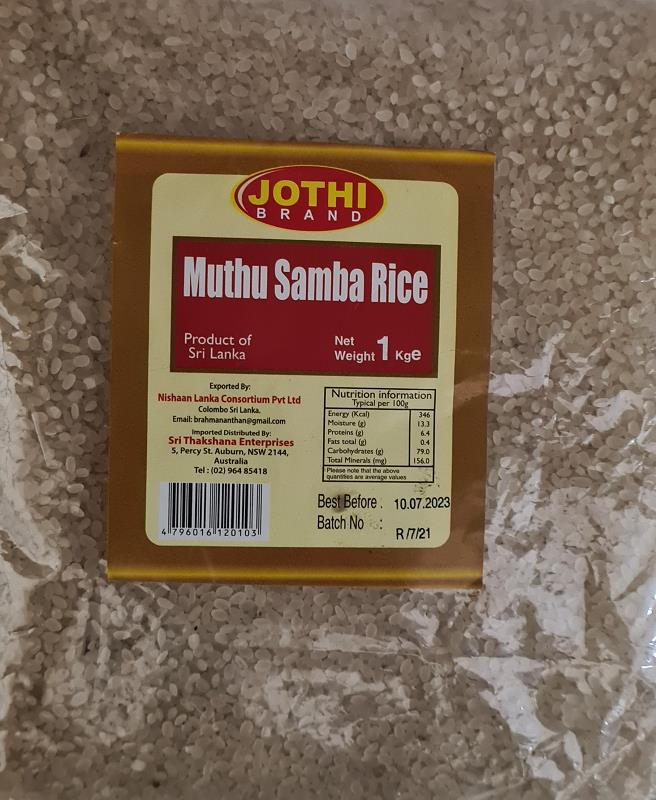 JOTHI
BRAND
Muthu Samba Rice
Product of
Sri Lanka
Net
Weight 1 Kge
Exported By:
Nishaan Lanka Consortium Pvt Ltd
Colombo Sri Lanka.
Email: brahmananthan@gmail.com
Imported Distributed By:
Sri Thakshana Enterprises
5, Percy St. Auburn, NSW 2144,
Australia
Tel : (02) 964 85418
4 796016 120103
Nutrition information
Typical per 100g
Energy (Kcal) 346
Moisture (g) 13.3
Proteins (g) 6.4
Fats total (g) 0.4
Carbohydrates (g) 79.0
Total Minerals (mg) 156.0
Please note that the above
quantities are average values
Best Before : 10.07.2023
Batch No : R/7/21